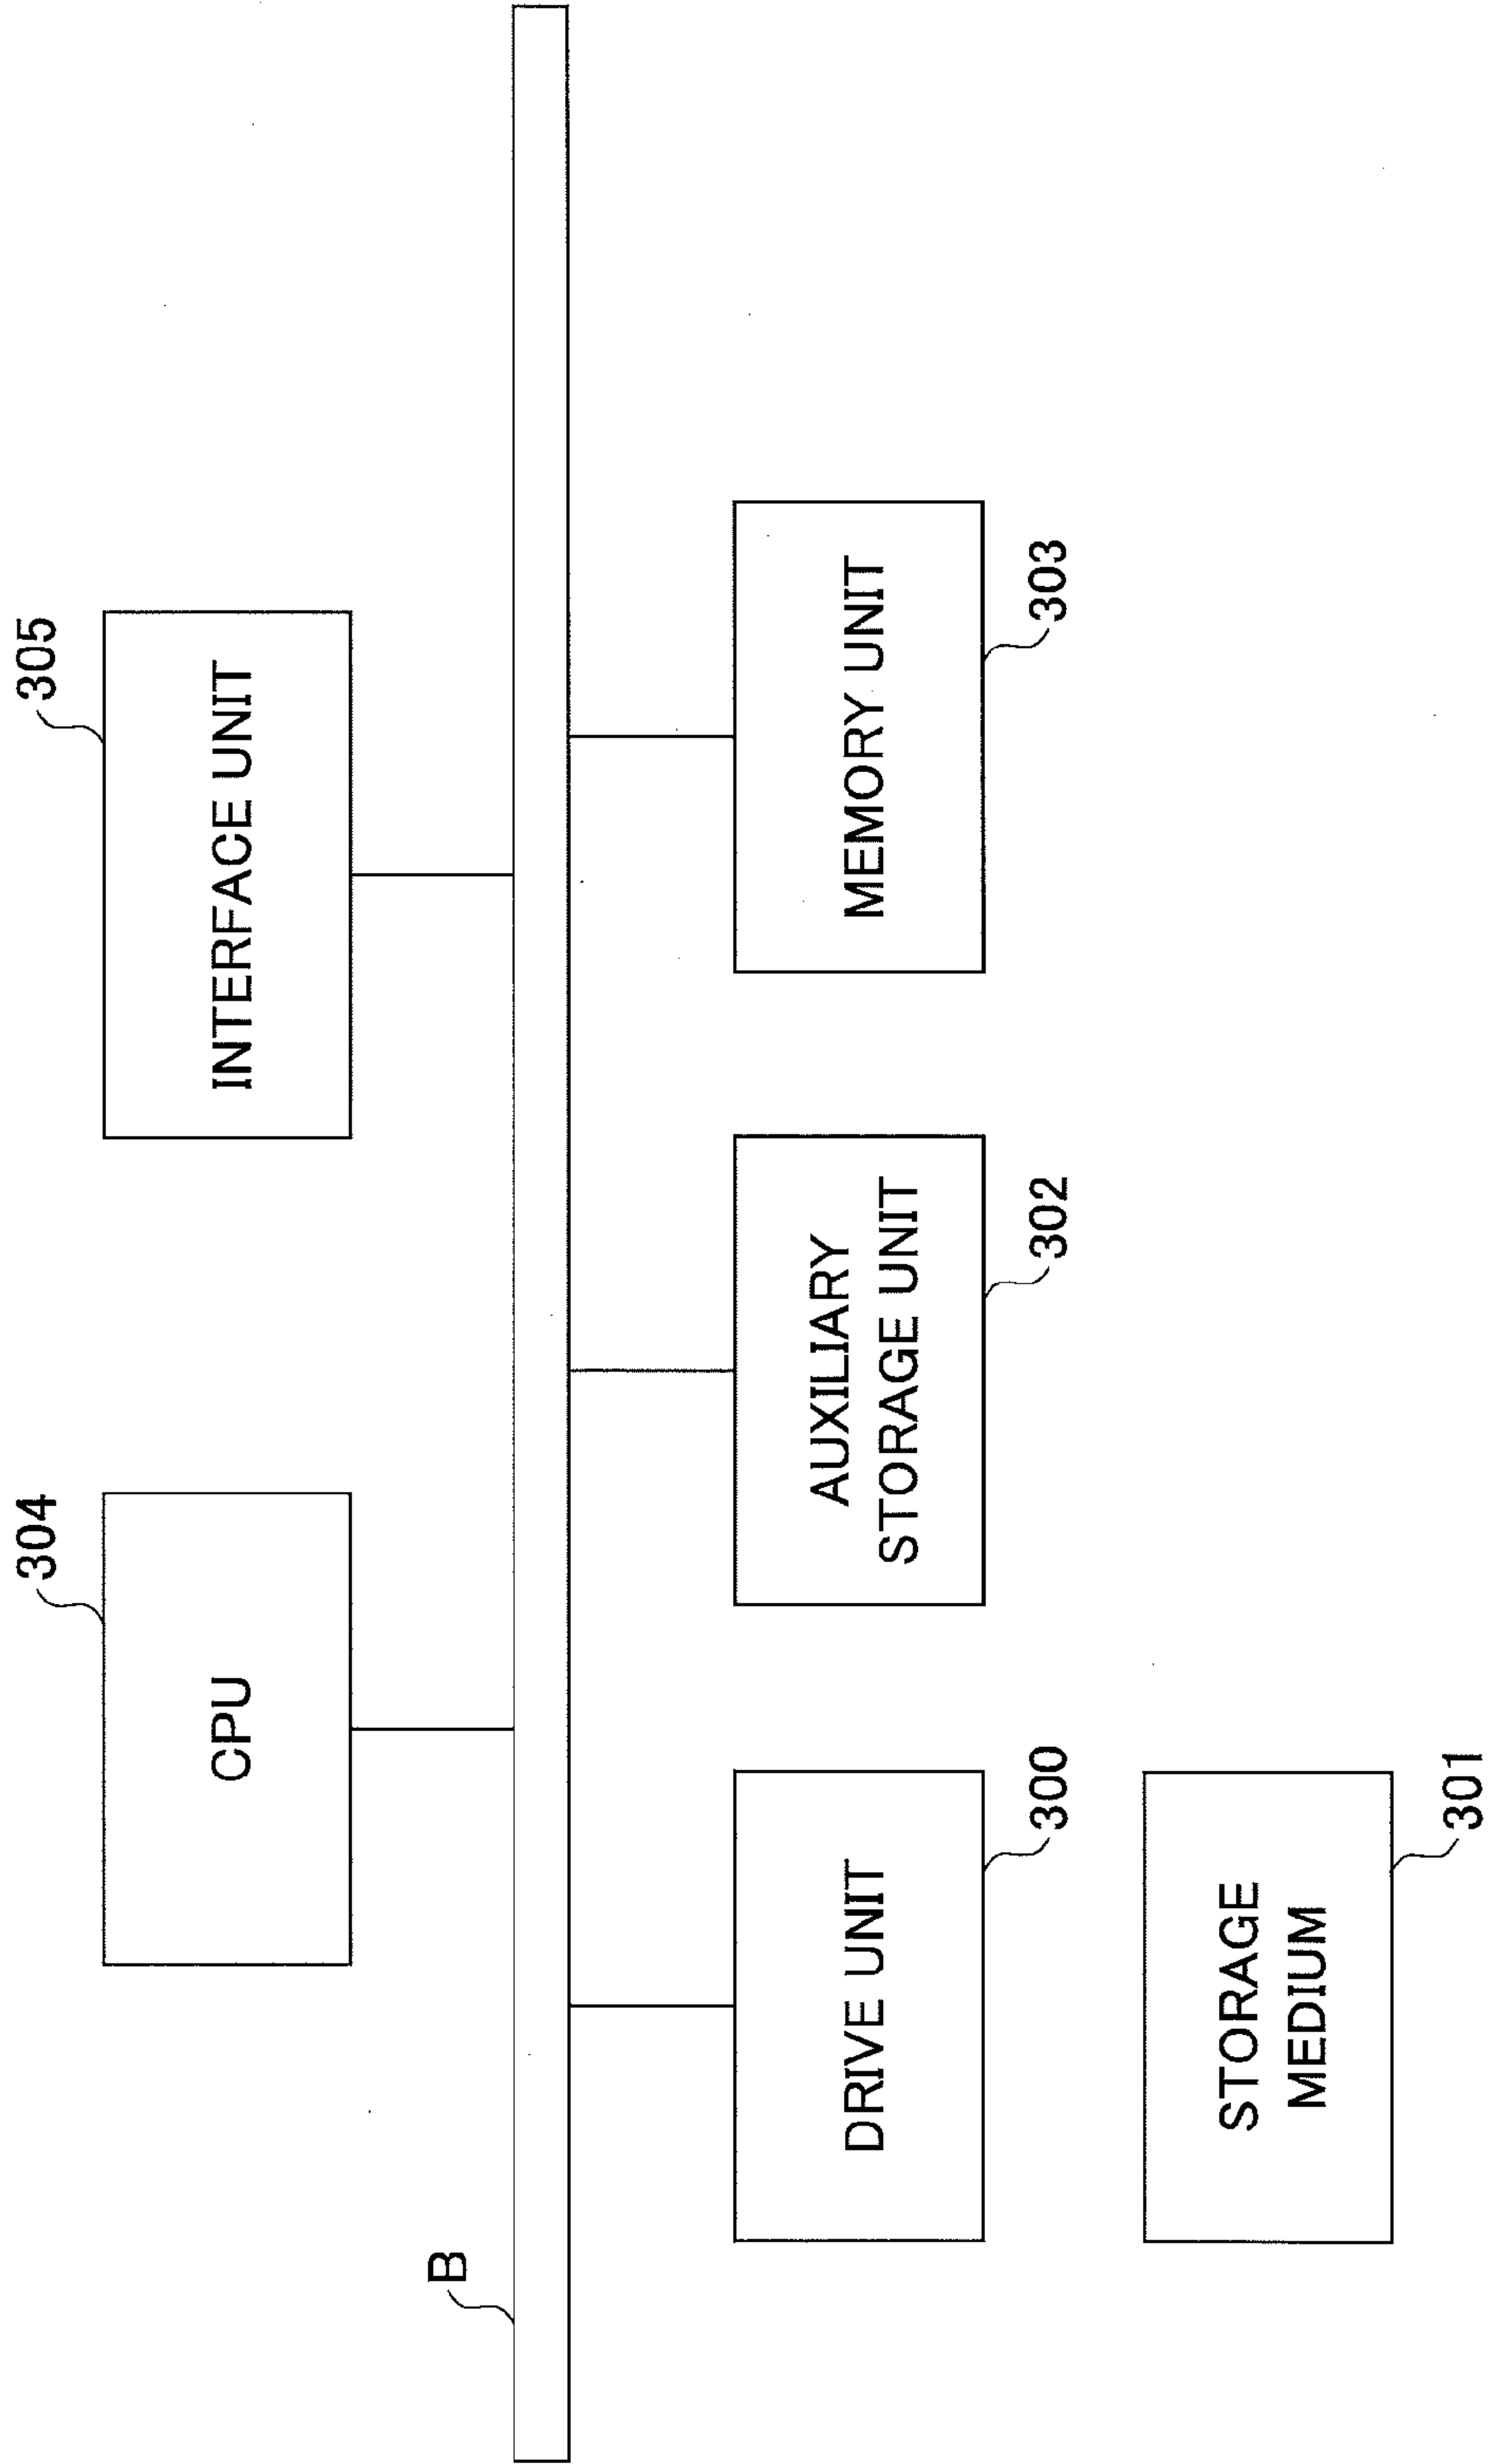 304
305
CPU
INTERFACE UNIT
B
DRIVE UNIT
AUXILIARY
STORAGE UNIT
MEMORY UNIT
300
302
303
STORAGE
MEDIUM
301